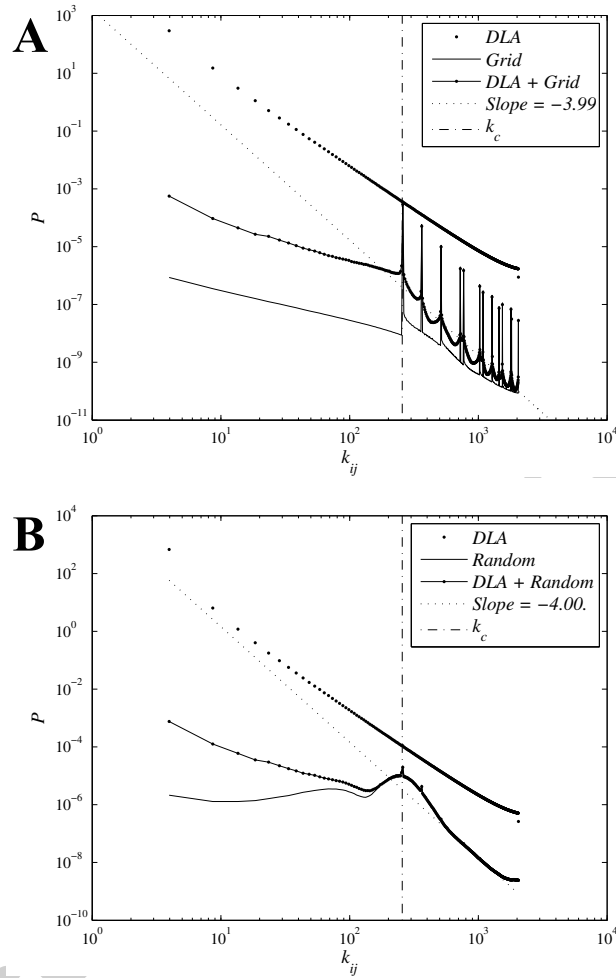 A
10^3
10^1
10^-1
10^-3
10^-5
10^-7
10^-9
10^-11
P
DLA
Grid
DLA + Grid
Slope = −3.99
k_c
10^0 10^1 10^2 10^3 10^4
k_ij
B
10^4
10^2
10^0
10^-2
10^-4
10^-6
10^-8
10^-10
P
DLA
Random
DLA + Random
Slope = −4.00.
k_c
10^0 10^1 10^2 10^3 10^4
k_ij